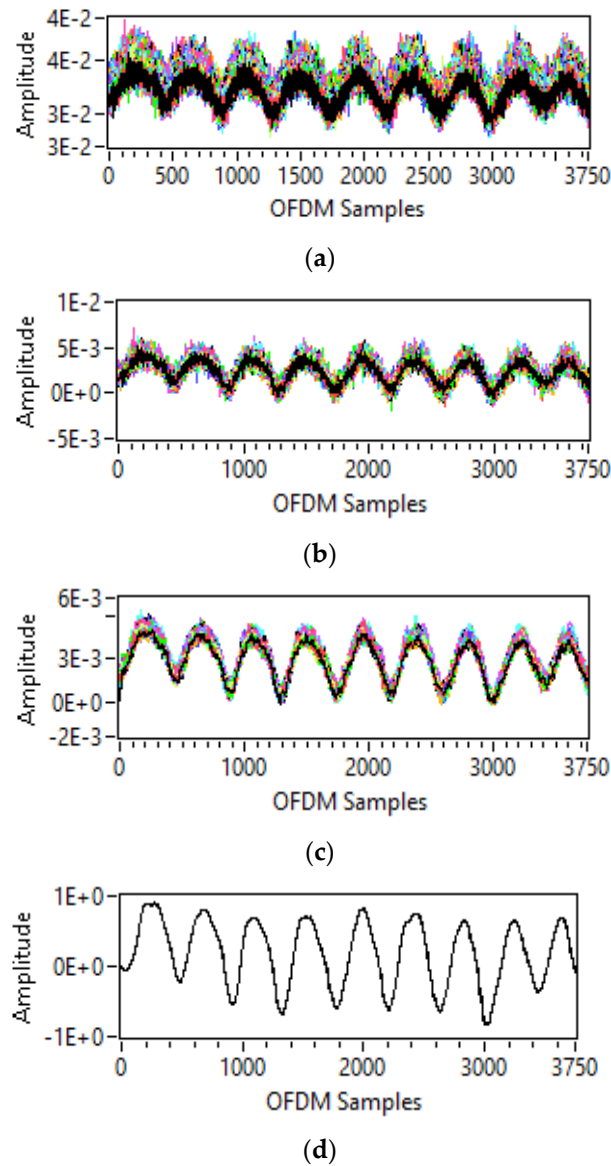 4E-2
4E-2
3E-2
3E-2
Amplitude
0 500 1000 1500 2000 2500 3000 3750
OFDM Samples
(a)
1E-2
5E-3
0E+0
-5E-3
Amplitude
0 1000 2000 3000 3750
OFDM Samples
(b)
6E-3
3E-3
0E+0
-2E-3
Amplitude
0 1000 2000 3000 3750
OFDM Samples
(c)
1E+0
0E+0
-1E+0
Amplitude
0 1000 2000 3000 3750
OFDM Samples
(d)